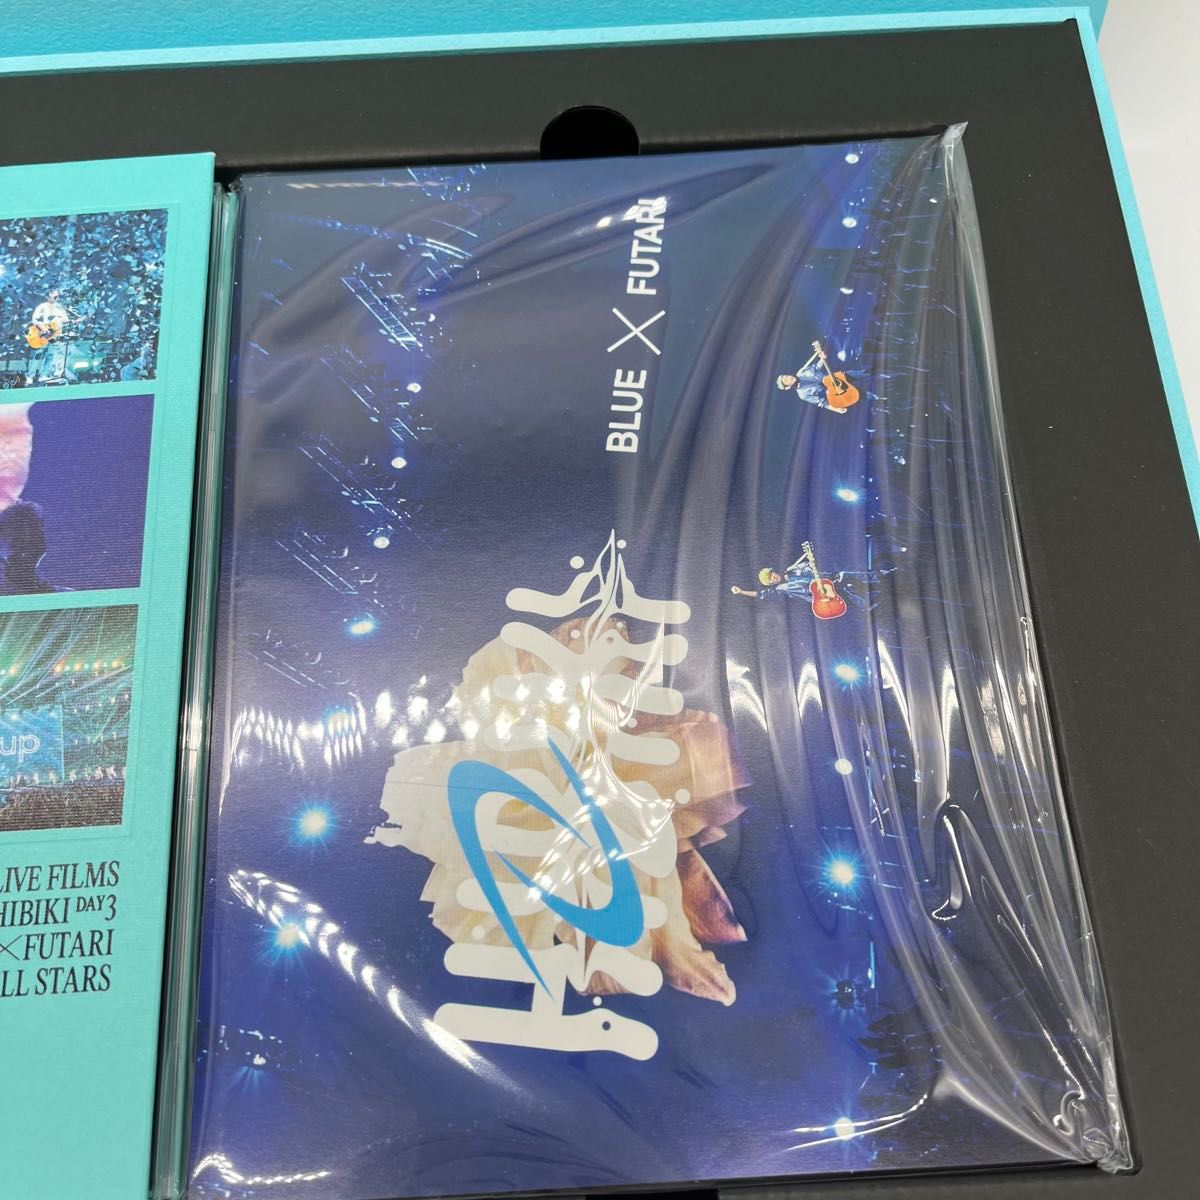 up
LIVE FILMS
HIBIKI DAY3
×FUTARI
LL STARS
BLUE × FUTARI